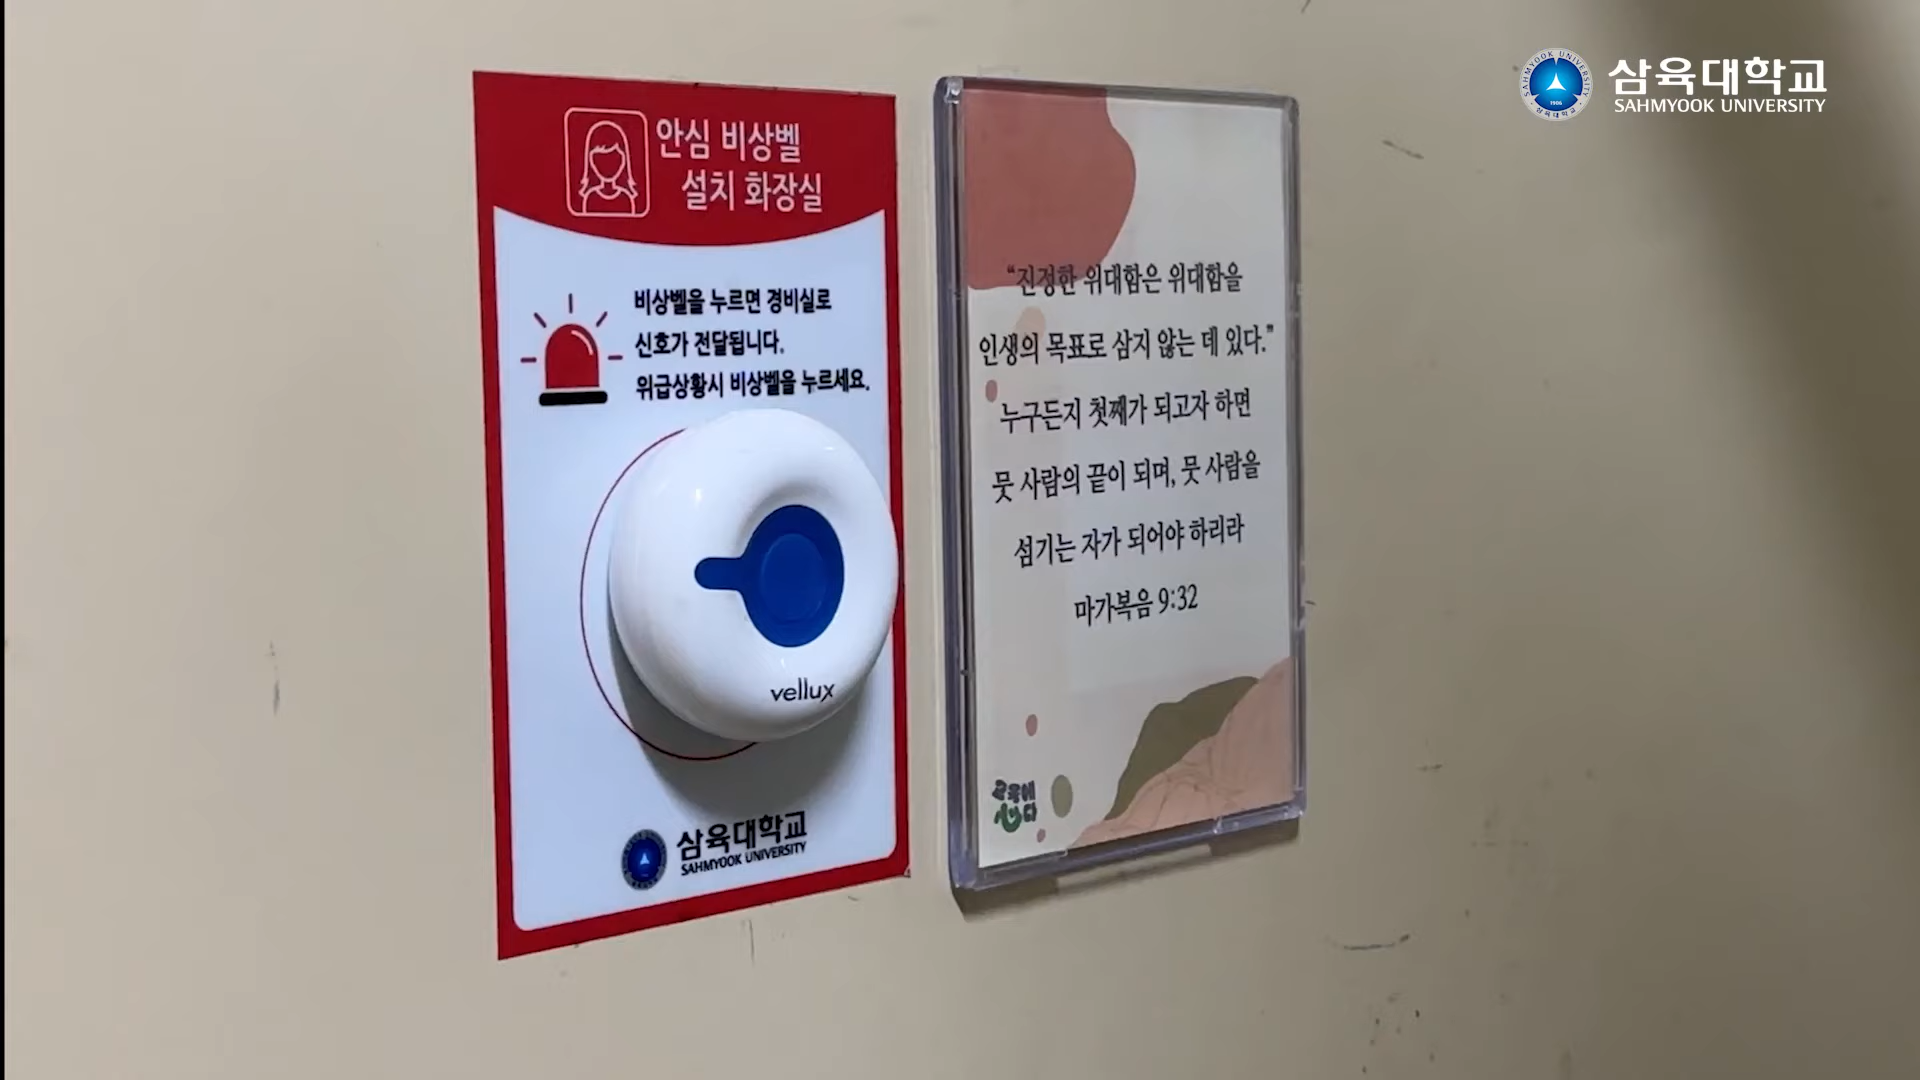 삼육대학교
SAHMYOOK UNIVERSITY
안심 비상벨
설치 화장실
비상벨을 누르면 경비실로
신호가 전달됩니다.
위급상황시 비상벨을 누르세요.
vellux
삼육대학교
SAHMYOOK UNIVERSITY
“진정한 위대함은 위대함을
인생의 목표로 삼지 않는 데 있다.”
누구든지 첫째가 되고자 하면
뭇 사람의 끝이 되며, 뭇 사람을
섬기는 자가 되어야 하리라
마가복음 9:32